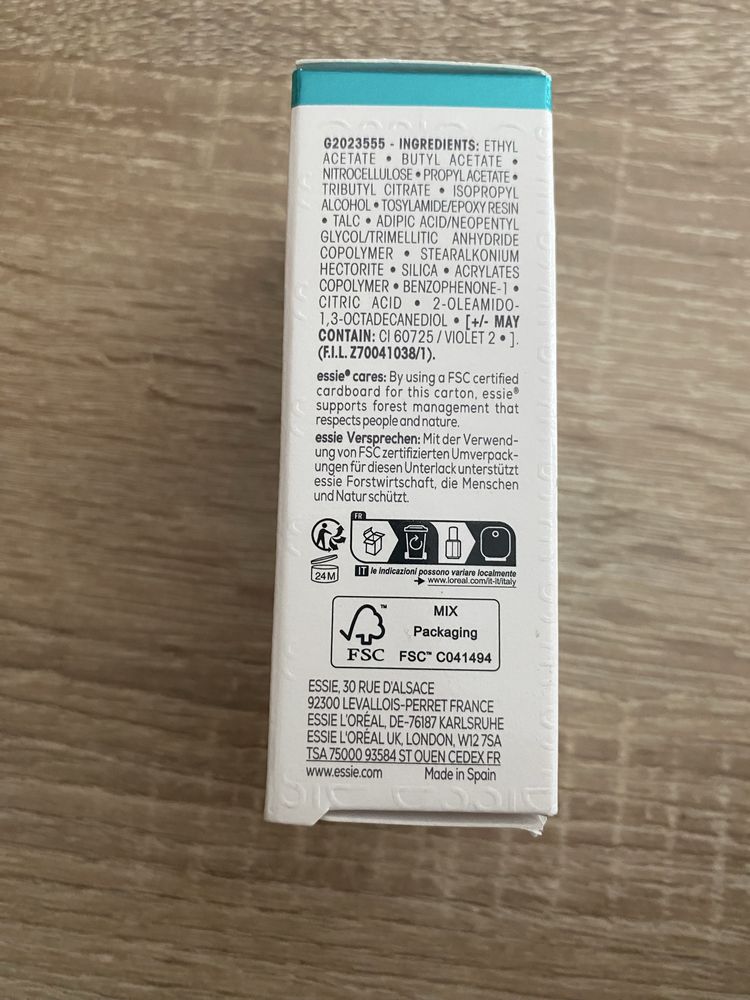 G2023555 - INGREDIENTS: ETHYL
ACETATE • BUTYL ACETATE •
NITROCELLULOSE • PROPYL ACETATE •
TRIBUTYL CITRATE • ISOPROPYL
ALCOHOL • TOSYLAMIDE/EPOXY RESIN
• TALC • ADIPIC ACID/NEOPENTYL
GLYCOL/TRIMELLITIC ANHYDRIDE
COPOLYMER • STEARALKONIUM
HECTORITE • SILICA • ACRYLATES
COPOLYMER • BENZOPHENONE-1 •
CITRIC ACID • 2-OLEAMIDO-
1,3-OCTADECANEDIOL • [+/- MAY
CONTAIN: CI 60725 / VIOLET 2 • ].
(F.I.L. Z70041038/1).
essie® cares: By using a FSC certified
cardboard for this carton, essie®
supports forest management that
respects people and nature.
essie Versprechen: Mit der Verwend-
ung von FSC zertifizierten Umverpack-
ungen für diesen Unterlack unterstützt
essie Forstwirtschaft, die Menschen
und Natur schützt.
FR
24 M
IT le indicazioni possono variare localmente
www.loreal.com/it-it/italy
FSC™
MIX
Packaging
FSC™ C041494
ESSIE, 30 RUE D'ALSACE
92300 LEVALLOIS-PERRET FRANCE
ESSIE L'ORÉAL, DE-76187 KARLSRUHE
ESSIE L'ORÉAL UK, LONDON, W12 7SA
TSA 75000 93584 ST OUEN CEDEX FR
www.essie.com Made in Spain